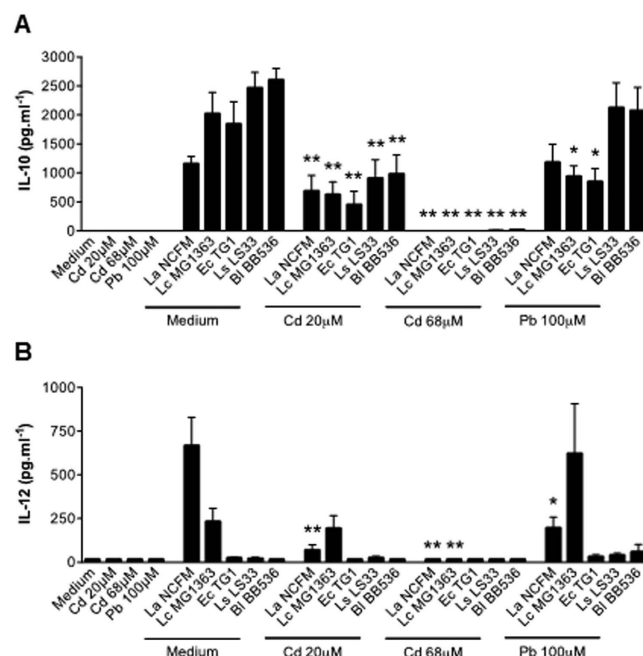 A
3000
2500
2000
1500
1000
500
0
IL-10 (pg.ml-1)
** ** ** ** **
** ** ** ** **
* *
Medium
Cd 20µM
Cd 68µM
Pb 100µM
La NCFM
Lc MG1363
Ec TG1
Ls LS33
Bl BB536
La NCFM
Lc MG1363
Ec TG1
Ls LS33
Bl BB536
La NCFM
Lc MG1363
Ec TG1
Ls LS33
Bl BB536
La NCFM
Lc MG1363
Ec TG1
Ls LS33
Bl BB536
Medium Cd 20µM Cd 68µM Pb 100µM
B
1000
750
500
250
0
IL-12 (pg.ml-1)
**
** **
*
Medium
Cd 20µM
Cd 68µM
Pb 100µM
La NCFM
Lc MG1363
Ec TG1
Ls LS33
Bl BB536
La NCFM
Lc MG1363
Ec TG1
Ls LS33
Bl BB536
La NCFM
Lc MG1363
Ec TG1
Ls LS33
Bl BB536
La NCFM
Lc MG1363
Ec TG1
Ls LS33
Bl BB536
Medium Cd 20µM Cd 68µM Pb 100µM